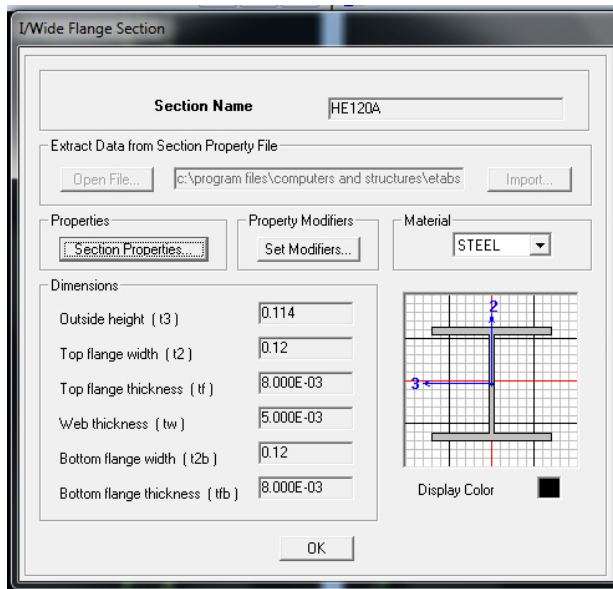 I/Wide Flange Section
Section Name HE120A
Extract Data from Section Property File
Open File... c:\program files\computers and structures\etabs Import...
Properties Property Modifiers Material
Section Properties... Set Modifiers... STEEL
Dimensions
Outside height ( t3 ) 0.114
Top flange width ( t2 ) 0.12
Top flange thickness ( tf ) 8.000E-03
Web thickness ( tw ) 5.000E-03
Bottom flange width ( t2b ) 0.12
Bottom flange thickness ( tfb ) 8.000E-03
2
3
Display Color
OK